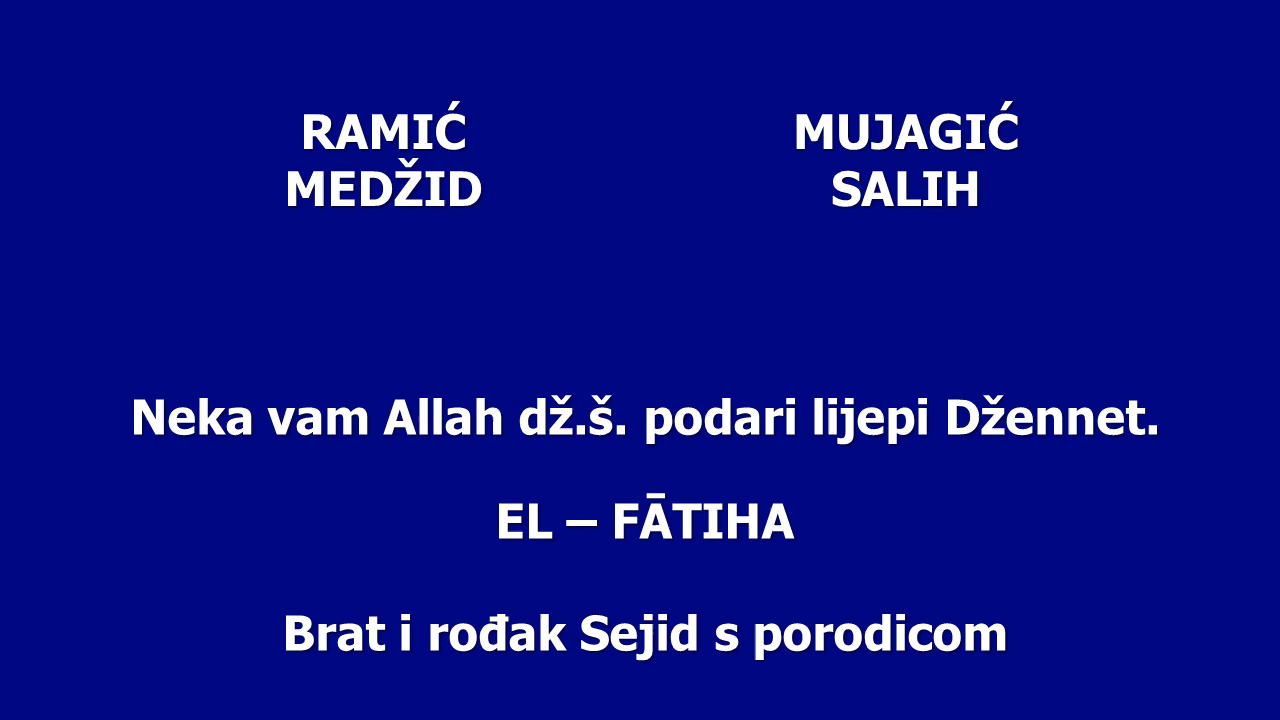 RAMIĆ
MEDŽID
MUJAGIĆ
SALIH
Neka vam Allah dž.š. podari lijepi Džennet.
EL – FĀTIHA
Brat i rođak Sejid s porodicom